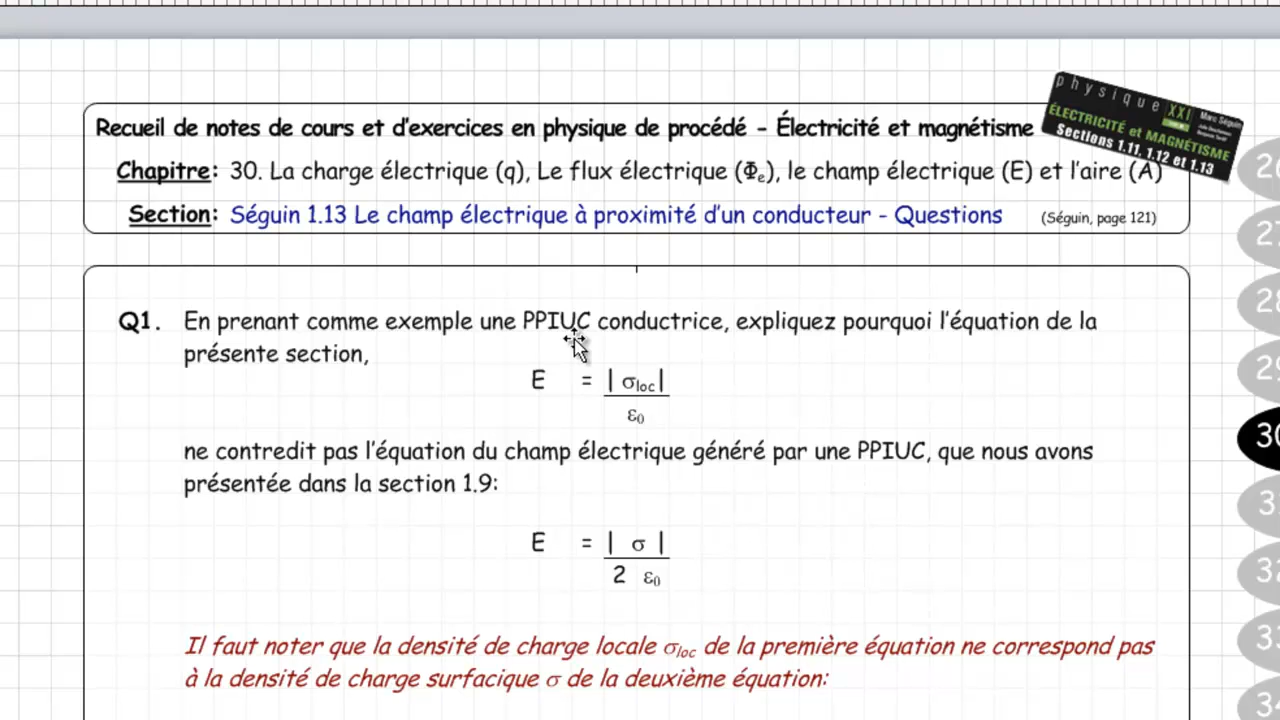 physique XXI
Marc Séguin
ÉLECTRICITÉ et MAGNÉTISME
Sections 1.11, 1.12 et 1.13
Recueil de notes de cours et d'exercices en physique de procédé - Électricité et magnétisme
Chapitre: 30. La charge électrique (q), Le flux électrique (Φe), le champ électrique (E) et l'aire (A)
Section: Séguin 1.13 Le champ électrique à proximité d'un conducteur - Questions (Séguin, page 121)
Q1. En prenant comme exemple une PPIUC conductrice, expliquez pourquoi l'équation de la
présente section,
E = | σloc|
ε0
ne contredit pas l'équation du champ électrique généré par une PPIUC, que nous avons
présentée dans la section 1.9:
E = | σ |
2 ε0
Il faut noter que la densité de charge locale σloc de la première équation ne correspond pas
à la densité de charge surfacique σ de la deuxième équation:
27
28
29
30
32